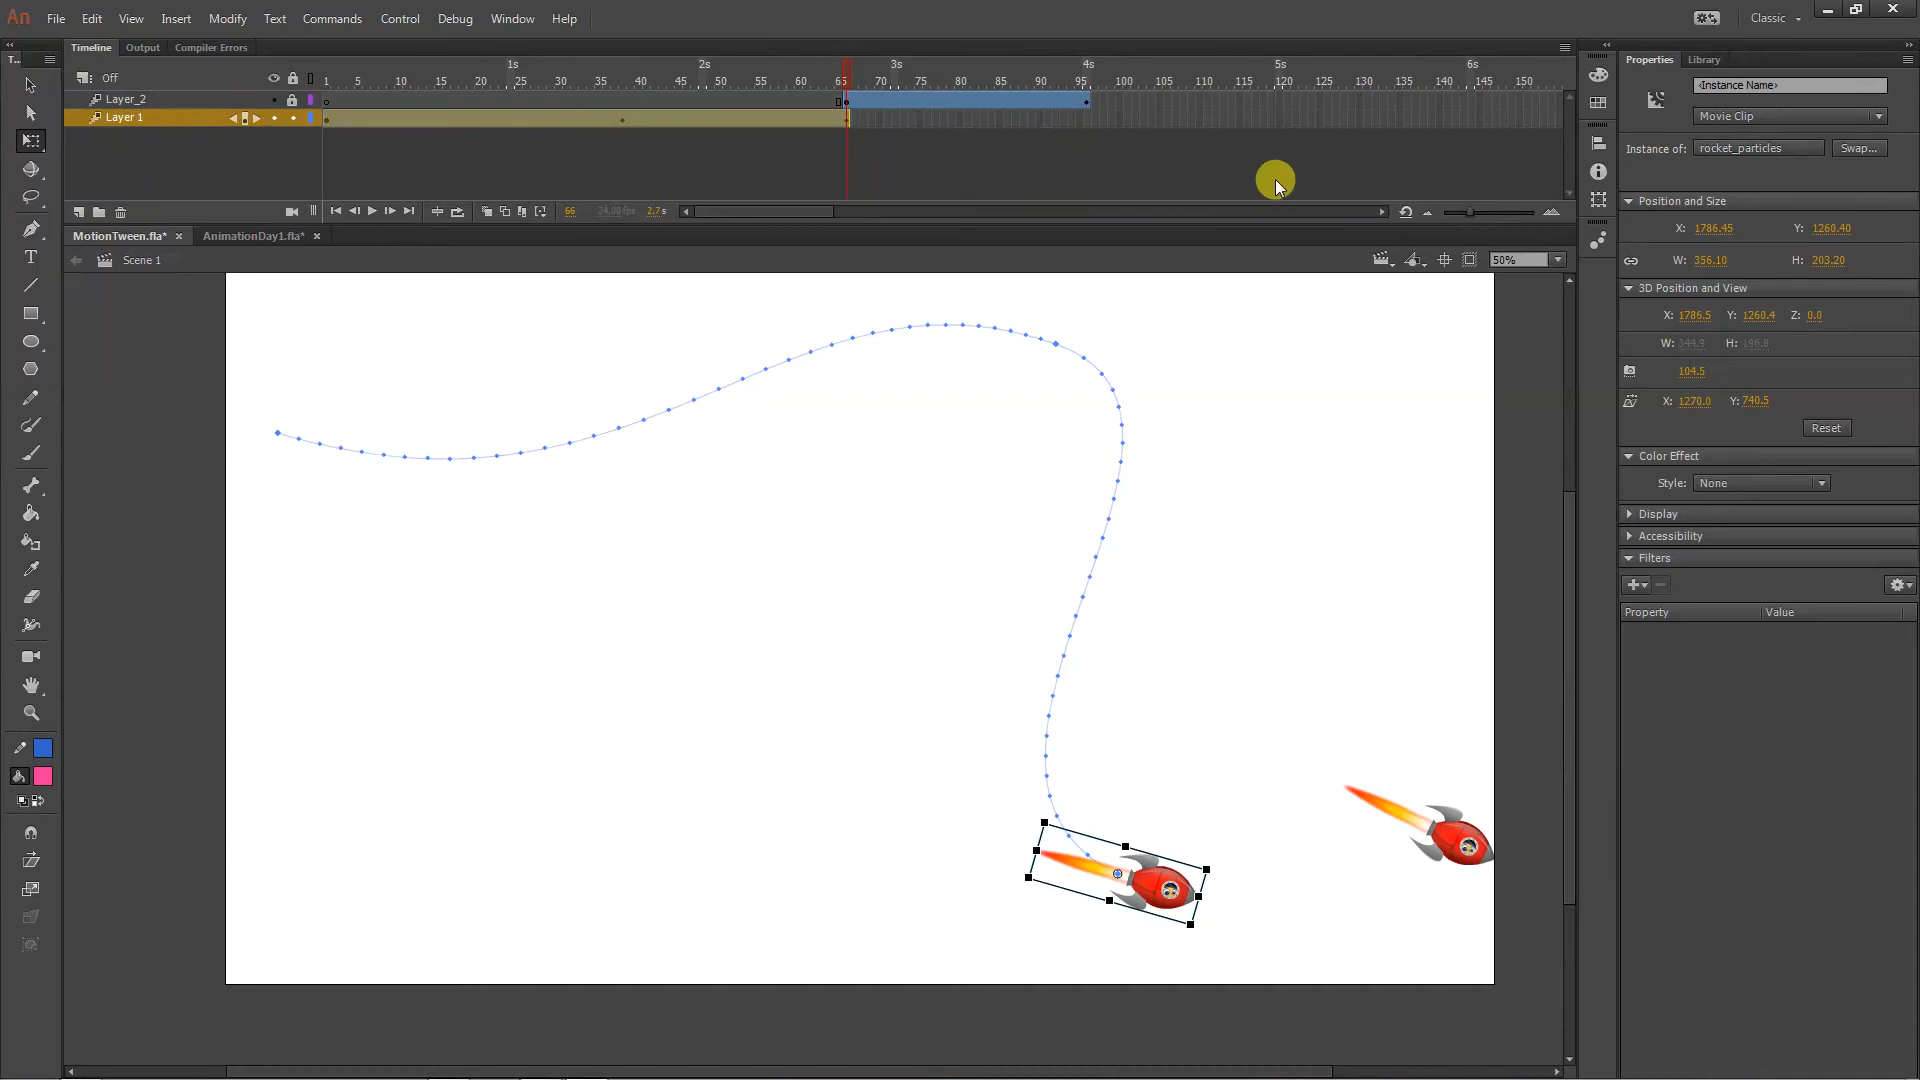 An File Edit View Insert Modify Text Commands Control Debug Window Help Classic
Timeline Output Compiler Errors
T...
Properties Library
Off
1s 2s 3s 4s 5s 6s
1 5 10 15 20 25 30 35 40 45 50 55 60 65 70 75 80 85 90 95 100 105 110 115 120 125 130 135 140 145 150
<Instance Name>
Layer_2
Layer 1
Movie Clip
Instance of: rocket_particles Swap...
Position and Size
66 24.00 fps 2.7 s
X: 1786.45 Y: 1260.40
MotionTween.fla* × AnimationDay1.fla* ×
Scene 1
50%
W: 356.10 H: 203.20
3D Position and View
X: 1786.5 Y: 1260.4 Z: 0.0
W: 344.9 H: 196.8
104.5
X: 1270.0 Y: 740.5
Reset
Color Effect
Style: None
Display
Accessibility
Filters
Property Value
T